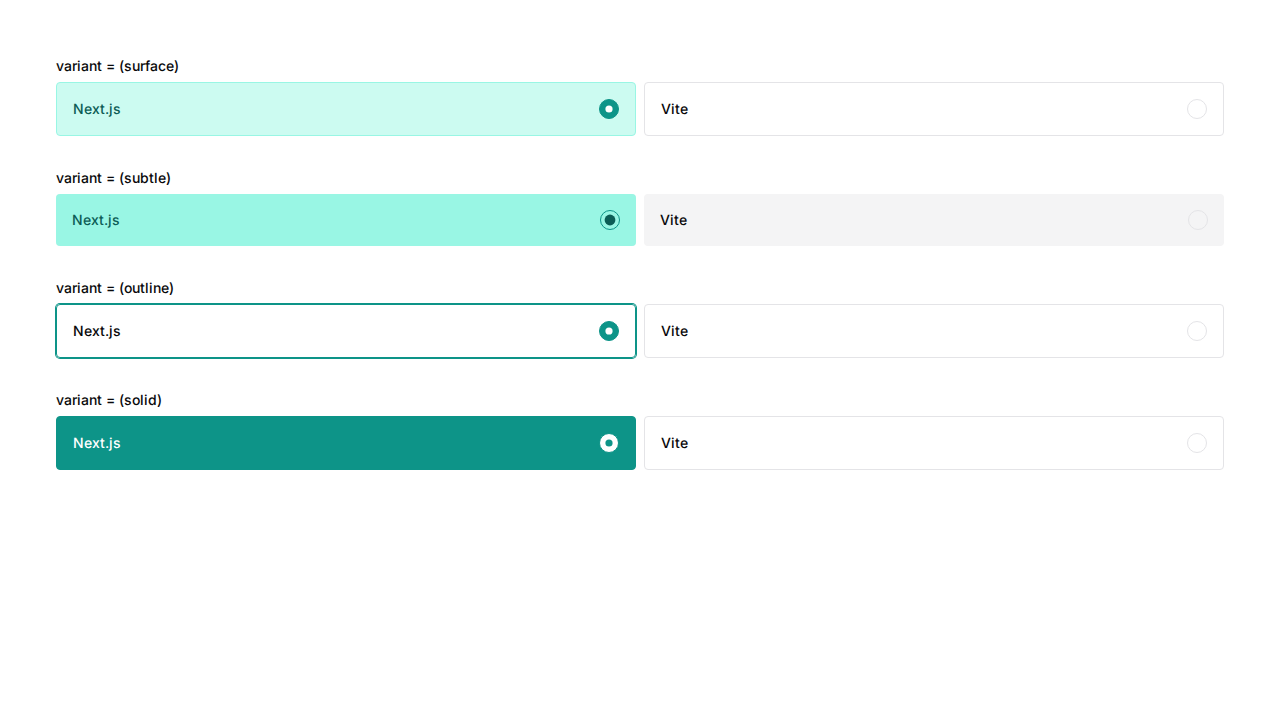 variant = (surface)
Next.js
Vite
variant = (subtle)
Next.js
Vite
variant = (outline)
Next.js
Vite
variant = (solid)
Next.js
Vite